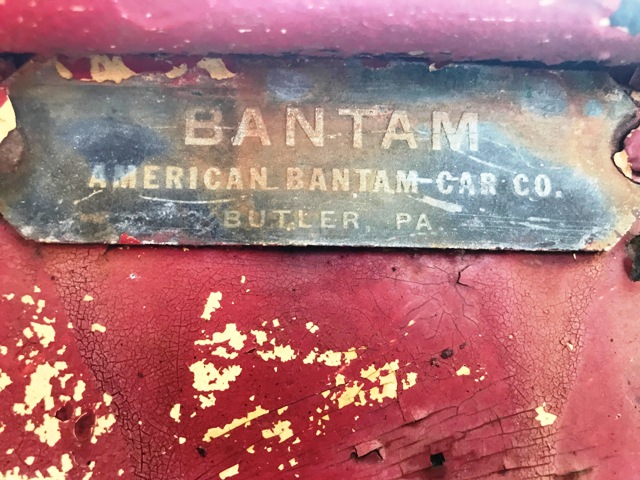 BANTAM
AMERICAN BANTAM CAR CO.
BUTLER, PA.